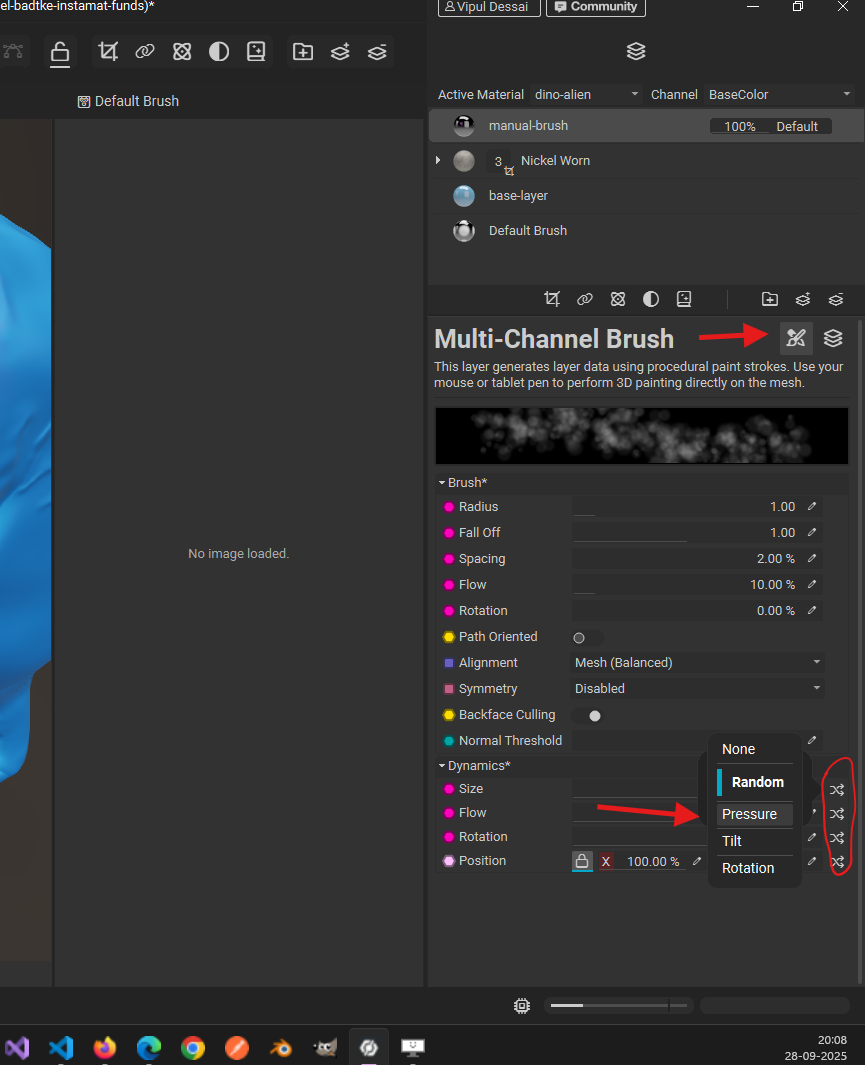 el-badtke-instamat-funds)*
Vipul Dessai
Community
Default Brush
Active Material dino-alien Channel BaseColor
manual-brush 100% Default
3 Nickel Worn
base-layer
Default Brush
Multi-Channel Brush
This layer generates layer data using procedural paint strokes. Use your
mouse or tablet pen to perform 3D painting directly on the mesh.
Brush*
Radius 1.00
Fall Off 1.00
No image loaded.
Spacing 2.00 %
Flow 10.00 %
Rotation 0.00 %
Path Oriented
Alignment Mesh (Balanced)
Symmetry Disabled
Backface Culling
Normal Threshold
Dynamics*
Size
Flow
Rotation
Position X 100.00 %
None
Random
Pressure
Tilt
Rotation
20:08
28-09-2025